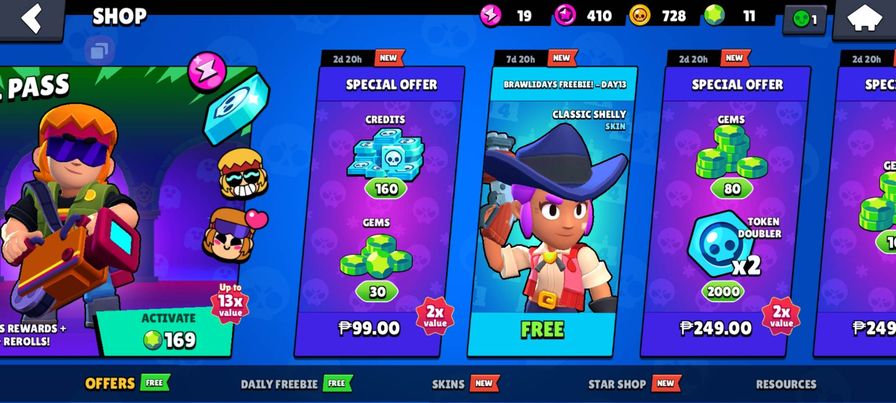 SHOP
19
410
728
11
1
PASS
S REWARDS +
REROLLS!
Up to
13x
value
ACTIVATE
169
2d 20h
NEW
SPECIAL OFFER
CREDITS
160
GEMS
30
₱99.00
2x
value
7d 20h
NEW
BRAWLIDAYS FREEBIE! - DAY13
CLASSIC SHELLY
SKIN
FREE
2d 20h
NEW
SPECIAL OFFER
GEMS
80
TOKEN
DOUBLER
x2
2000
₱249.00
2x
value
2d 20h
SPEC
GE
₱249
OFFERS
FREE
DAILY FREEBIE
FREE
SKINS
NEW
STAR SHOP
NEW
RESOURCES